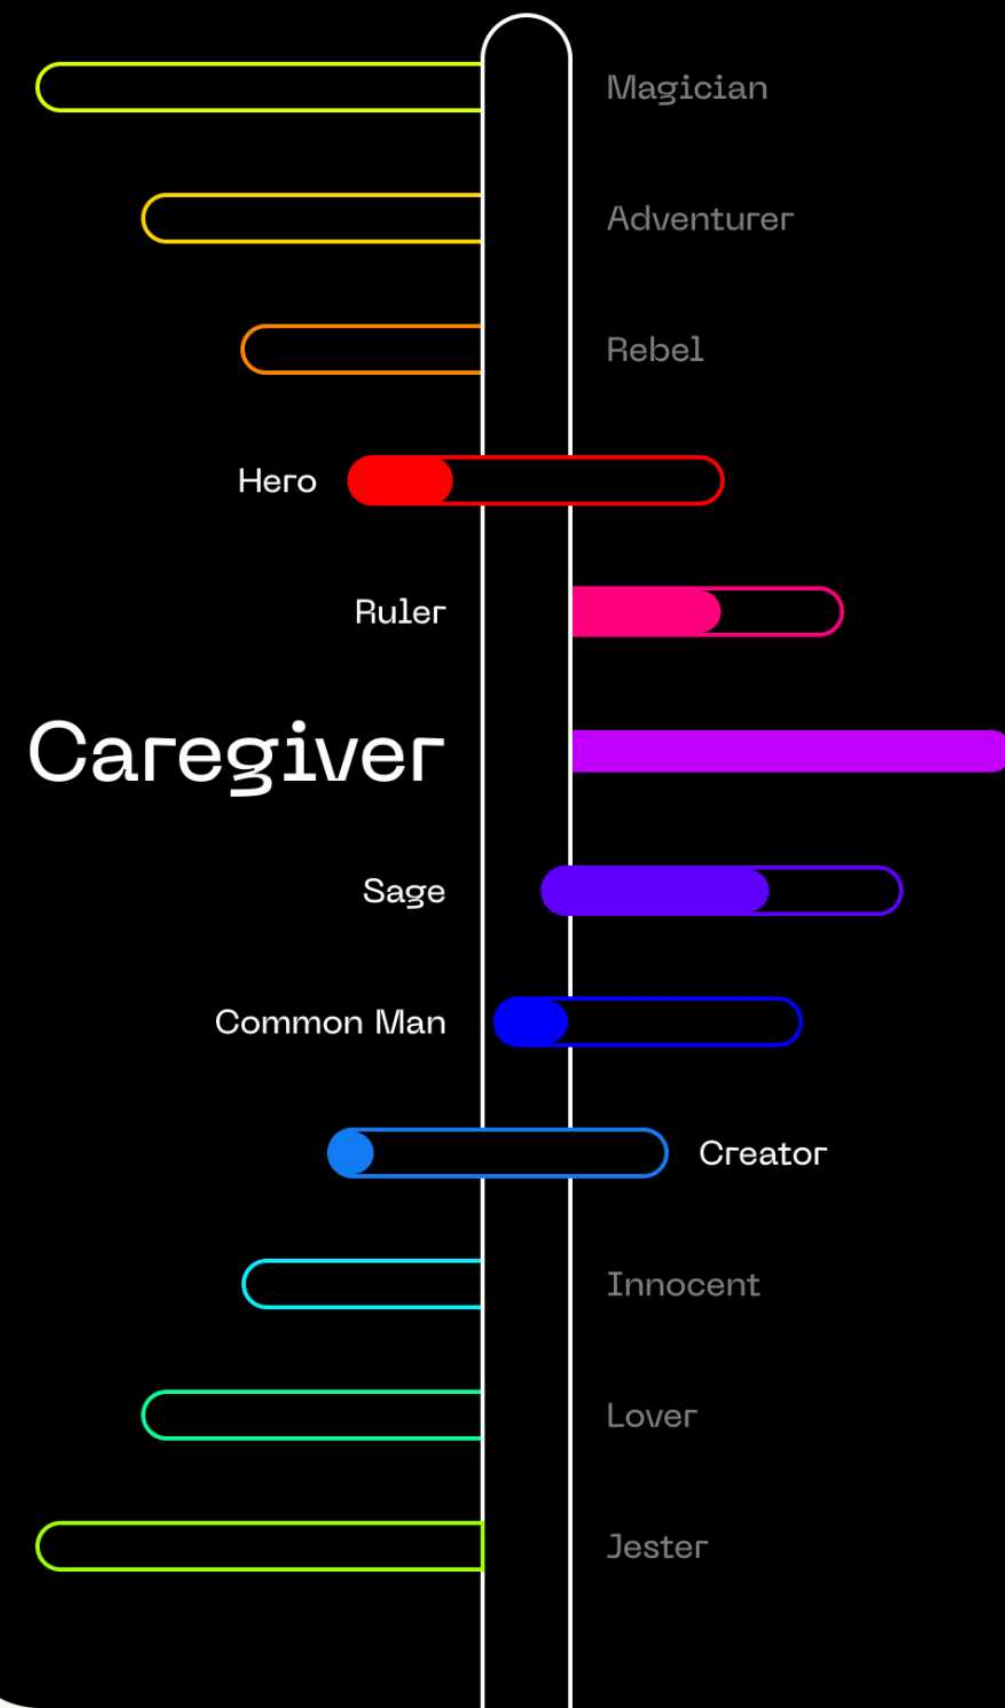 Magician
Adventurer
Rebel
Hero
Ruler
Caregiver
Sage
Common Man
Creator
Innocent
Lover
Jester